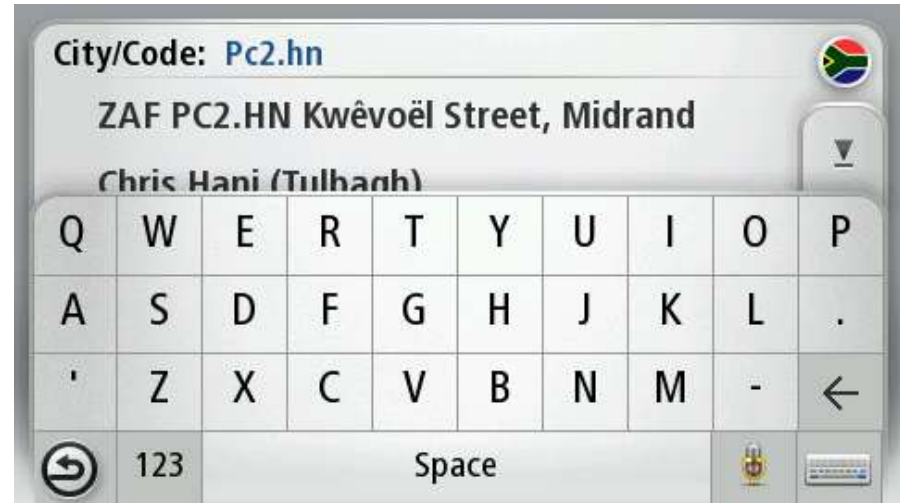 City/Code: Pc2.hn
ZAF PC2.HN Kwêvoël Street, Midrand
Chris Hani (Tulbagh)
Q W E R T Y U I O P
A S D F G H J K L .
' Z X C V B N M -
123 Space